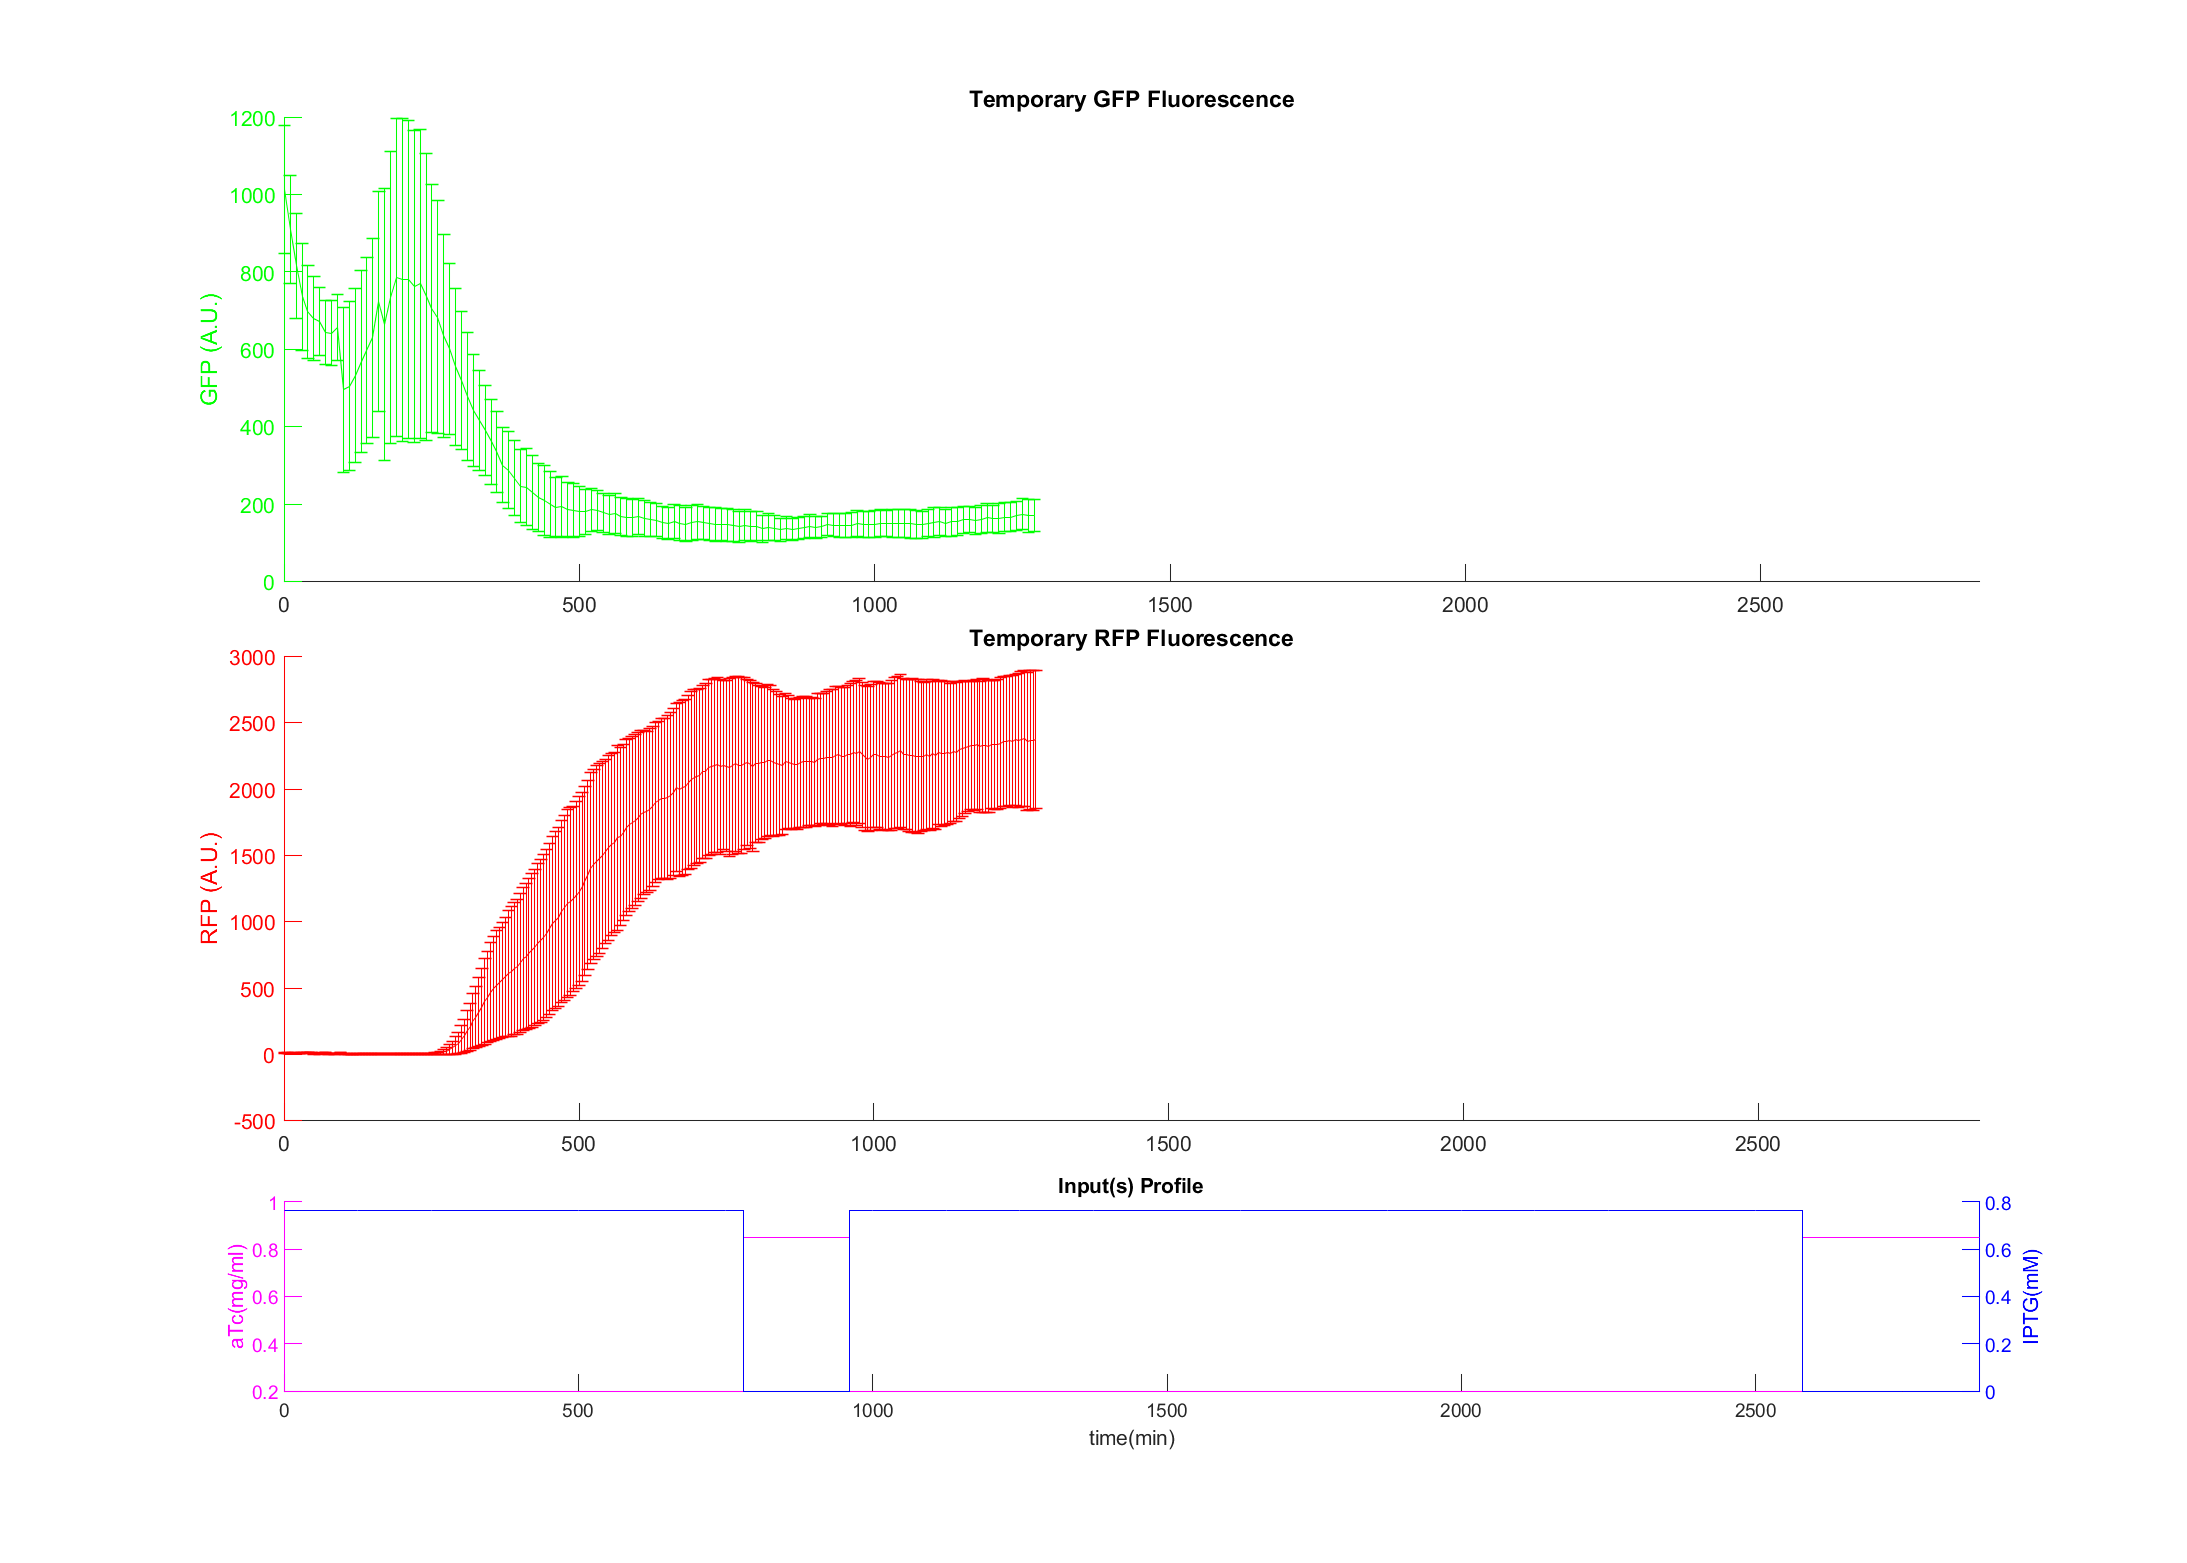 Temporary GFP Fluorescence
1200
1000
800
600
400
200
0
GFP (A.U.)
0 500 1000 1500 2000 2500
Temporary RFP Fluorescence
3000
2500
2000
1500
1000
500
0
-500
RFP (A.U.)
0 500 1000 1500 2000 2500
Input(s) Profile
1
0.8
0.6
0.4
0.2
aTc(mg/ml)
0.8
0.6
0.4
0.2
0
IPTG(mM)
0 500 1000 1500 2000 2500
time(min)